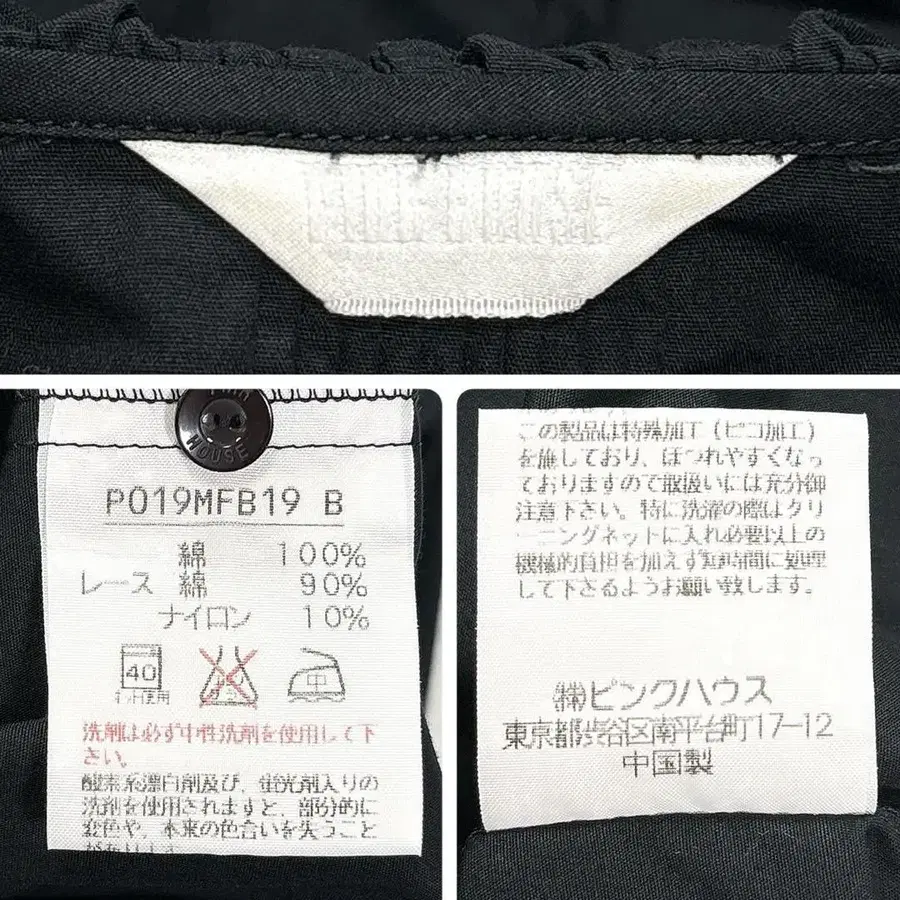 HOUSE
P019MFB19 B
綿 100%
レース 綿 90%
ナイロン 10%
40
中
ネット使用
洗剤は必ず中性洗剤を使用して下
さい。
酸素系漂白剤及び、蛍光剤入りの
洗剤を使用されますと、部分的に
変色や、本来の色合いを失うこと
があります
この製品は特殊加工(ピコ加工)
を施しており、ほつれやすくなっ
ておりますので取扱いには充分御
注意下さい。特に洗濯の際はクリ
ーニングネットに入れ必要以上の
機械的負担を加えず短時間に処理
して下さるようお願い致します。
㈱ピンクハウス
東京都渋谷区南平台町17-12
中国製